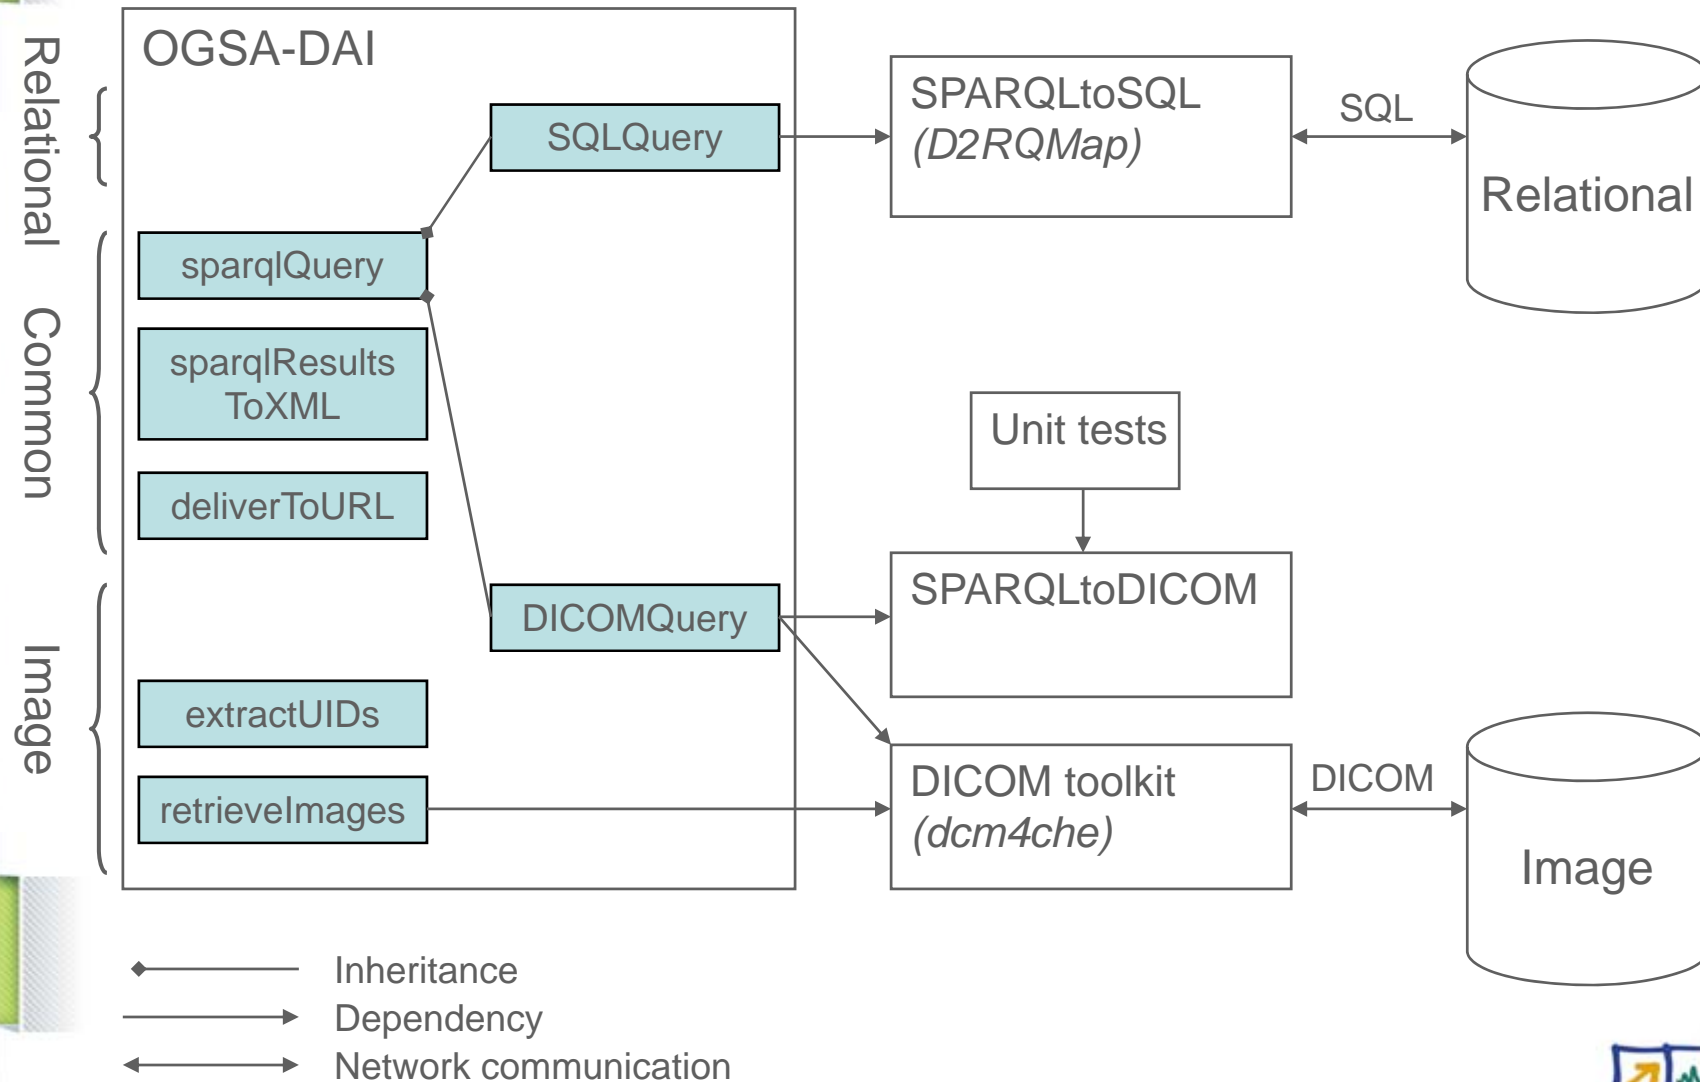 OGSA-DAI
Relational
SQLQuery
SPARQLtoSQL
(D2RQMap)
SQL
Relational
Common
sparqlQuery
sparqlResults
ToXML
deliverToURL
Unit tests
Image
DICOMQuery
SPARQLtoDICOM
extractUIDs
retrieveImages
DICOM toolkit
(dcm4che)
DICOM
Image
Inheritance
Dependency
Network communication